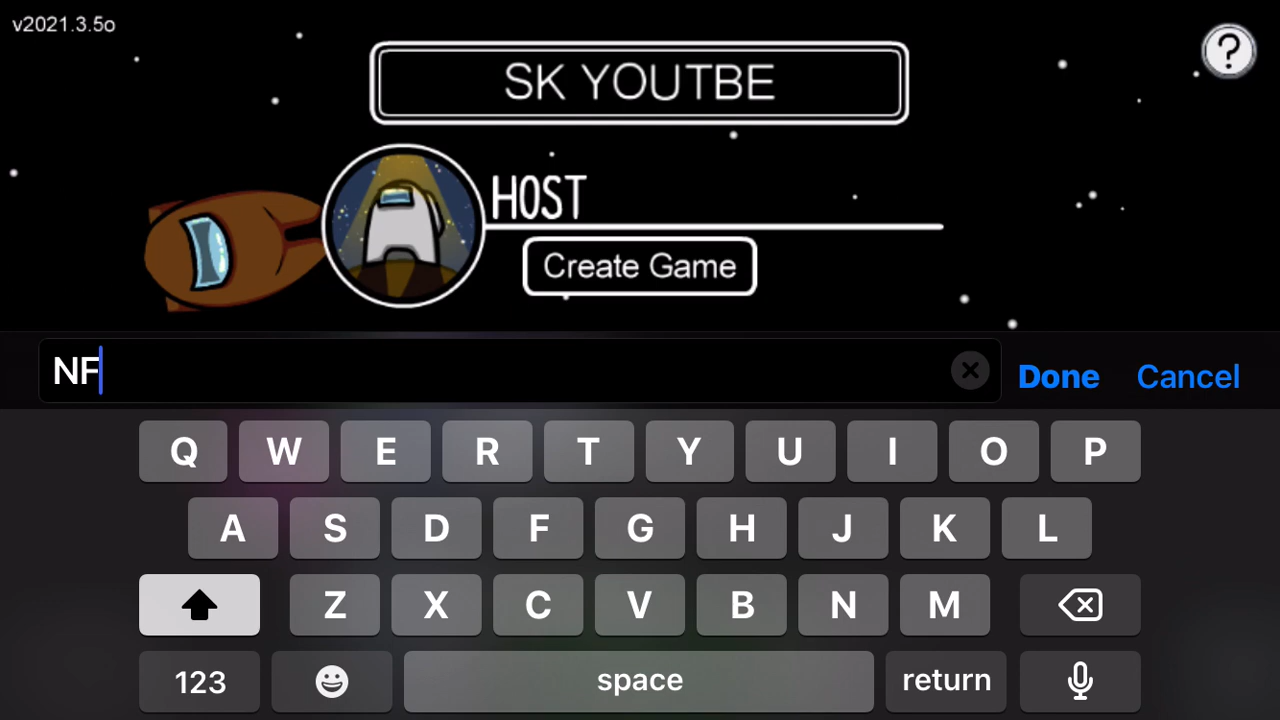 v2021.3.5o
?
SK YOUTBE
HOST
Create Game
NF
Done Cancel
Q W E R T Y U I O P
A S D F G H J K L
Z X C V B N M
123 space return